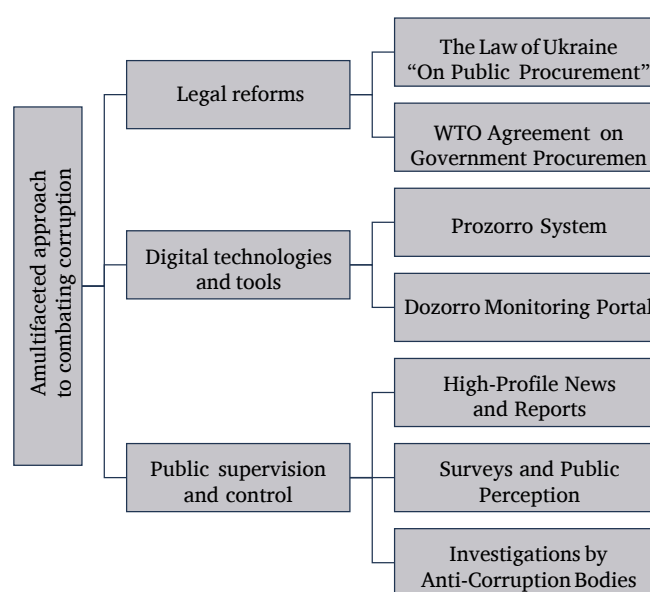 Amultifaceted approach
to combating corruption
Legal reforms
The Law of Ukraine
“On Public Procurement”
WTO Agreement on
Government Procuremen
Digital technologies
and tools
Prozorro System
Dozorro Monitoring Portal
Public supervision
and control
High-Profile News
and Reports
Surveys and Public
Perception
Investigations by
Anti-Corruption Bodies